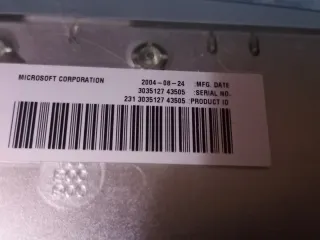 MICROSOFT CORPORATION
2004-08-24 :MFG. DATE
3035127 43505 :SERIAL NO.
231 3035127 43505 :PRODUCT ID